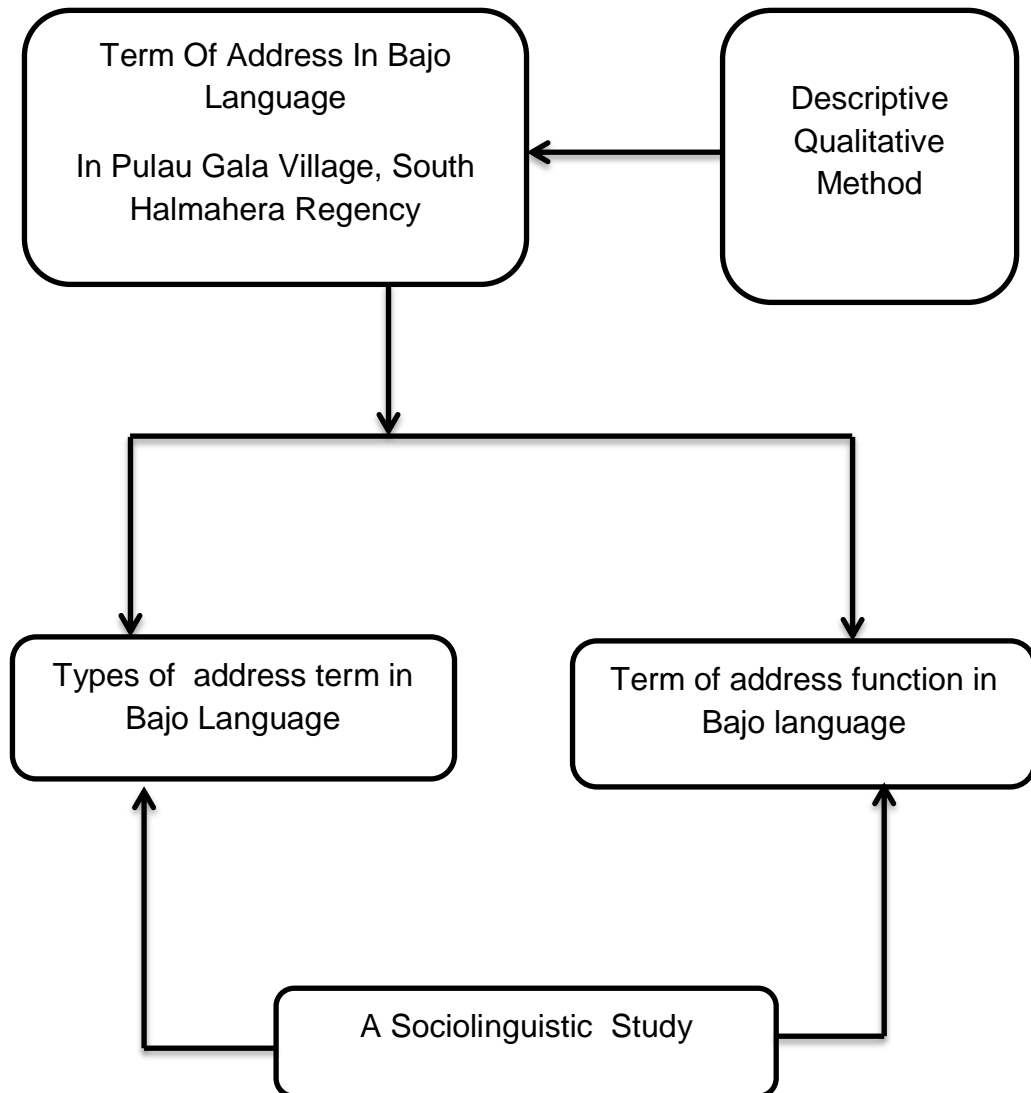 Term Of Address In Bajo
Language
In Pulau Gala Village, South
Halmahera Regency
Descriptive
Qualitative
Method
Types of  address term in
Bajo Language
Term of address function in
Bajo language
A Sociolinguistic  Study